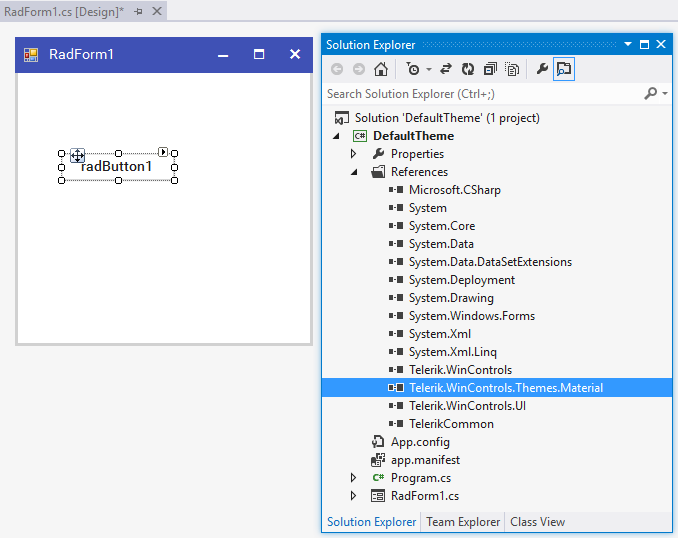 RadForm1.cs [Design]*
RadForm1
radButton1
Solution Explorer
Search Solution Explorer (Ctrl+;)
Solution 'DefaultTheme' (1 project)
C# DefaultTheme
Properties
References
Microsoft.CSharp
System
System.Core
System.Data
System.Data.DataSetExtensions
System.Deployment
System.Drawing
System.Windows.Forms
System.Xml
System.Xml.Linq
Telerik.WinControls
Telerik.WinControls.Themes.Material
Telerik.WinControls.UI
TelerikCommon
App.config
app.manifest
C# Program.cs
RadForm1.cs
Solution Explorer Team Explorer Class View